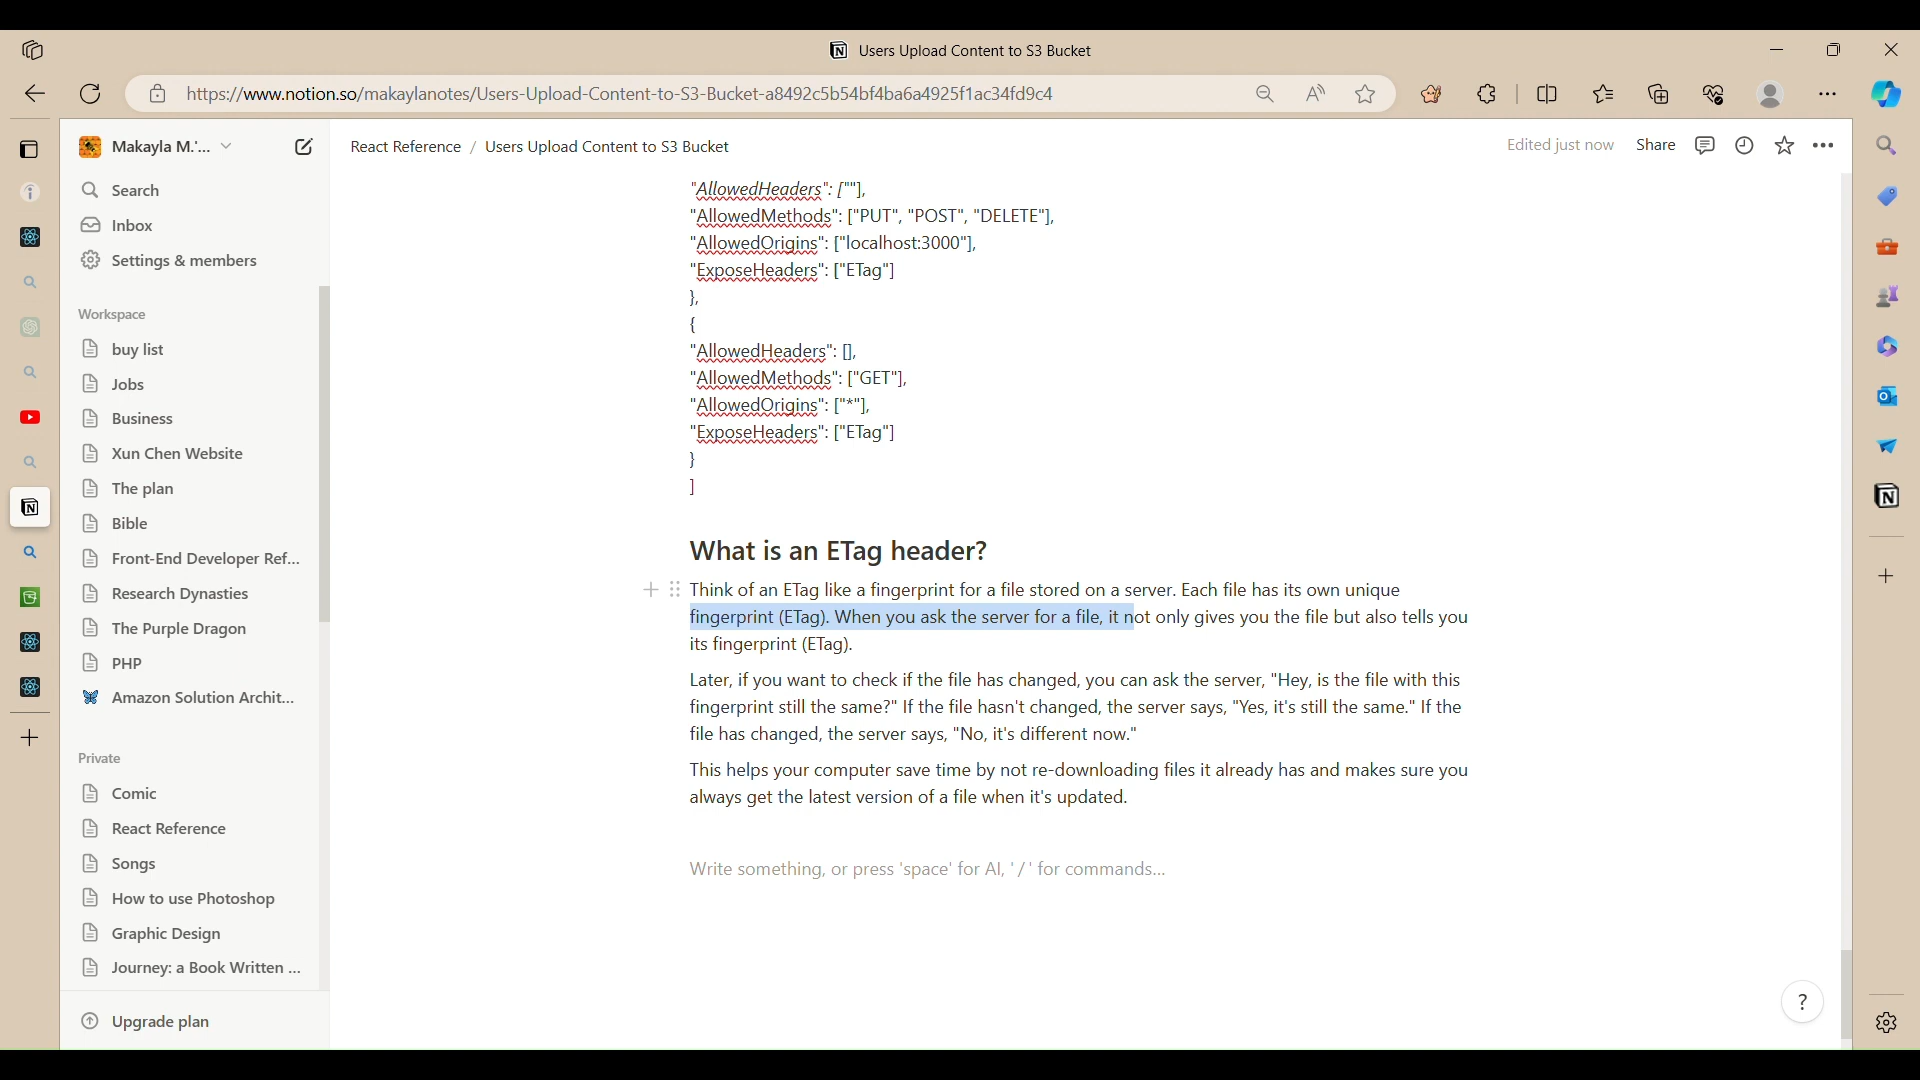 Users Upload Content to S3 Bucket
https://www.notion.so/makaylanotes/Users-Upload-Content-to-S3-Bucket-a8492c5b54bf4ba6a4925f1ac34fd9c4
Makayla M.'...
React Reference / Users Upload Content to S3 Bucket
Edited just now
Share
Search
Inbox
Settings & members
Workspace
buy list
Jobs
Business
Xun Chen Website
The plan
Bible
Front-End Developer Ref...
Research Dynasties
The Purple Dragon
PHP
Amazon Solution Archit...
Private
Comic
React Reference
Songs
How to use Photoshop
Graphic Design
Journey: a Book Written ...
Upgrade plan
"AllowedHeaders": [""],
"AllowedMethods": ["PUT", "POST", "DELETE"],
"AllowedOrigins": ["localhost:3000"],
"ExposeHeaders": ["ETag"]
},
{
"AllowedHeaders": [],
"AllowedMethods": ["GET"],
"AllowedOrigins": ["*"],
"ExposeHeaders": ["ETag"]
}
]
What is an ETag header?
Think of an ETag like a fingerprint for a file stored on a server. Each file has its own unique
fingerprint (ETag). When you ask the server for a file, it not only gives you the file but also tells you
its fingerprint (ETag).
Later, if you want to check if the file has changed, you can ask the server, "Hey, is the file with this
fingerprint still the same?" If the file hasn't changed, the server says, "Yes, it's still the same." If the
file has changed, the server says, "No, it's different now."
This helps your computer save time by not re-downloading files it already has and makes sure you
always get the latest version of a file when it's updated.
Write something, or press 'space' for AI, '/' for commands...
?